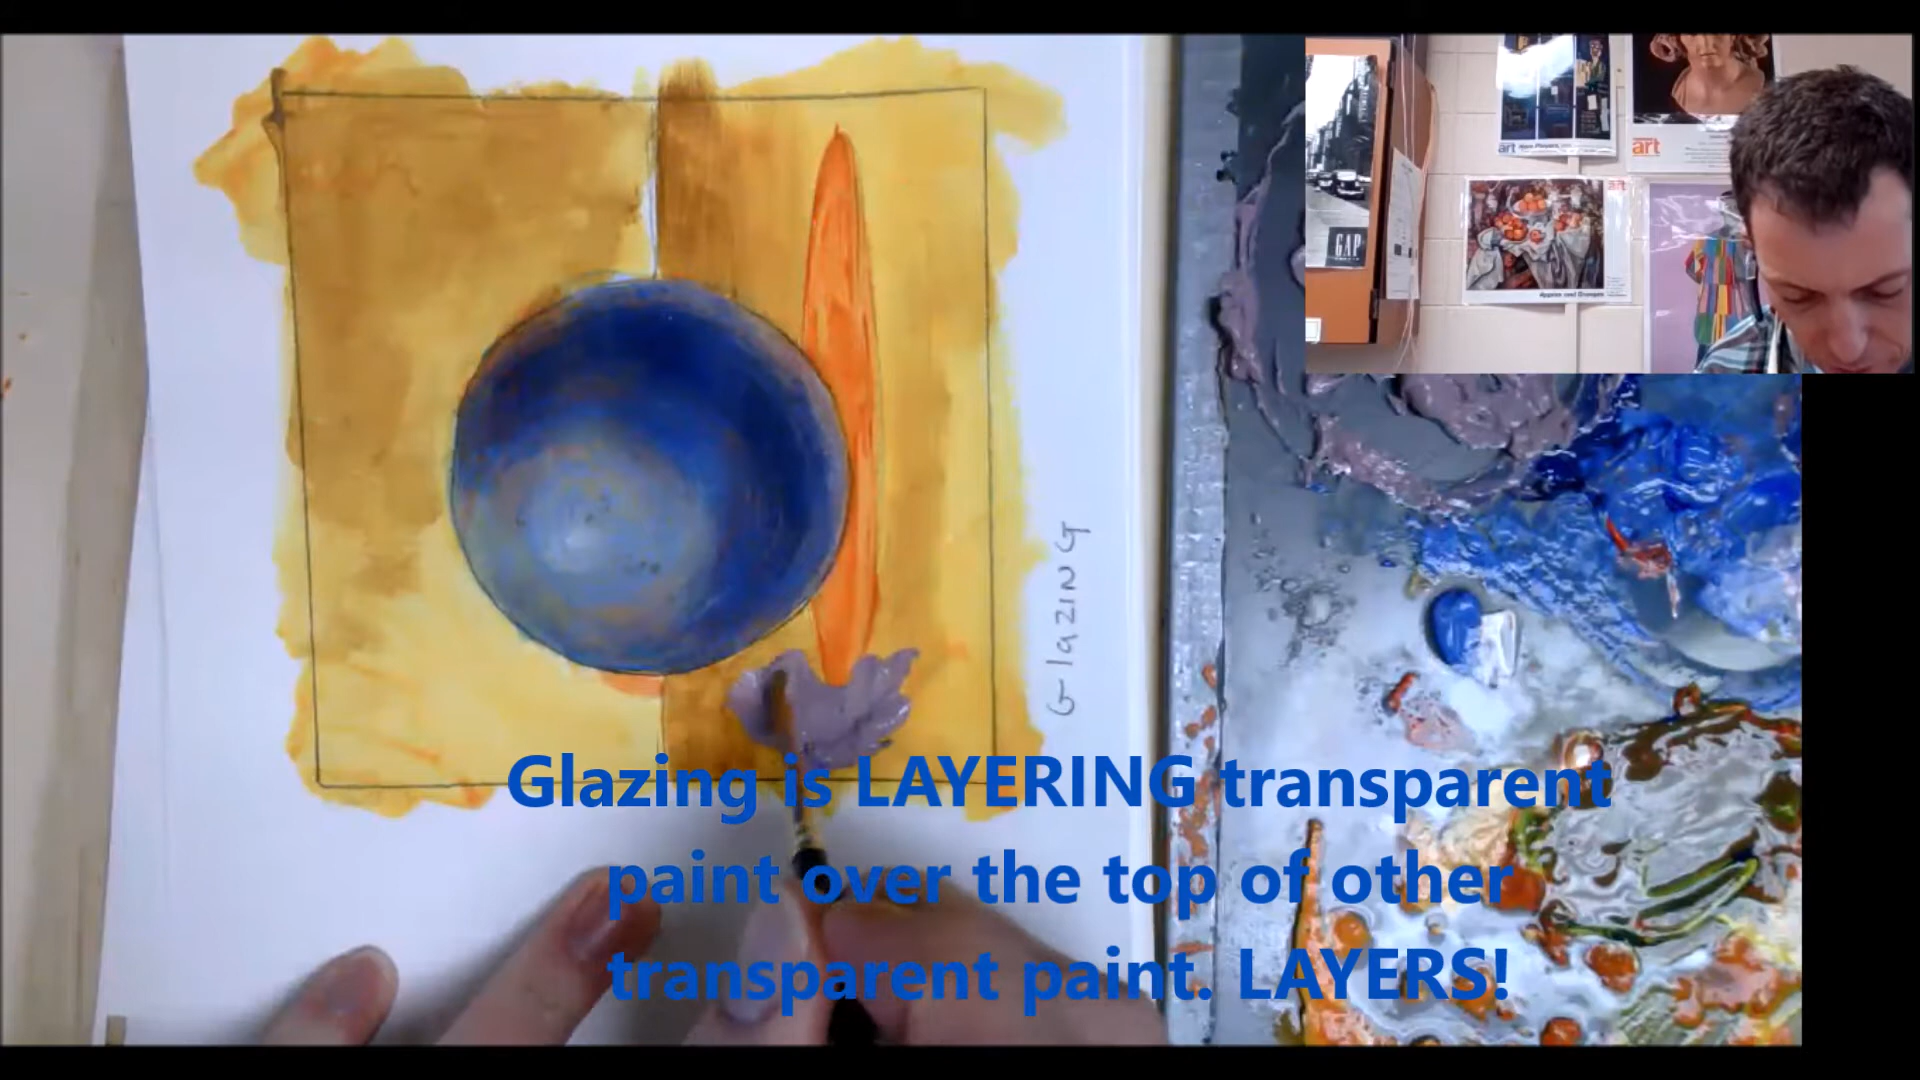 art
art
art
GAP
Apples and Oranges
GlazinG
Glazing is LAYERING transparent
paint over the top of other
transparent paint. LAYERS!